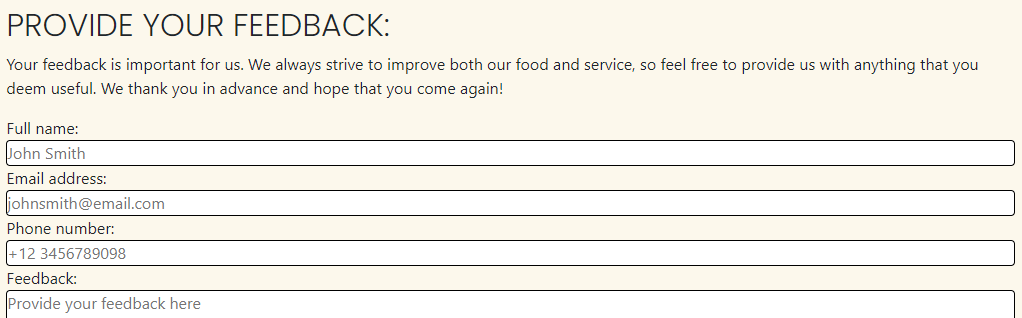 PROVIDE YOUR FEEDBACK:
Your feedback is important for us. We always strive to improve both our food and service, so feel free to provide us with anything that you
deem useful. We thank you in advance and hope that you come again!
Full name:
John Smith
Email address:
johnsmith@email.com
Phone number:
+12 3456789098
Feedback:
Provide your feedback here